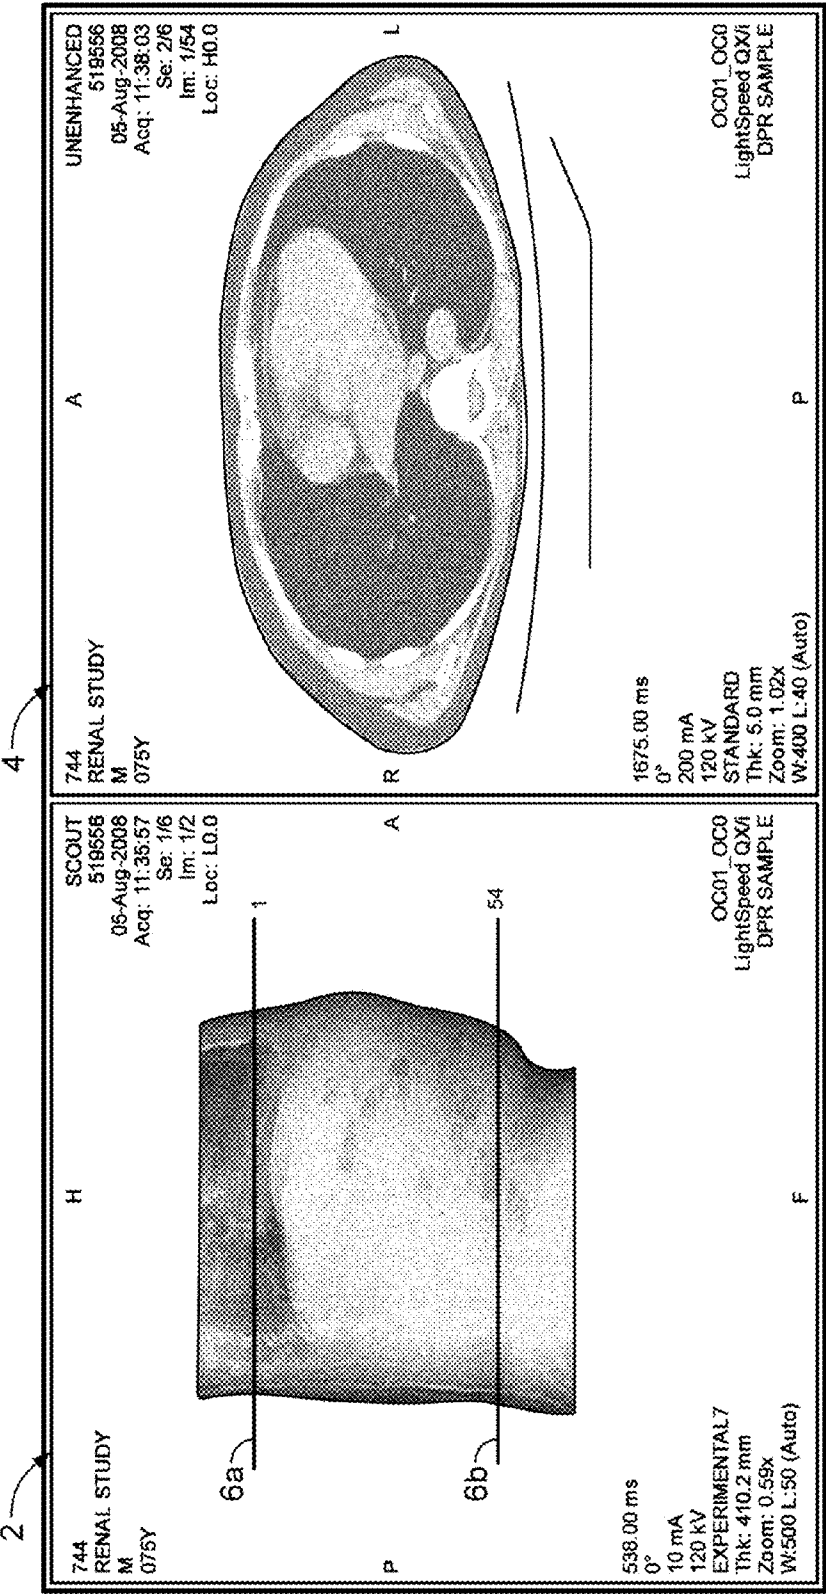 2
4
744
RENAL STUDY
M
075Y
SCOUT
519556
05-Aug-2008
Acq: 11:35:57
Se: 1/6
Im: 1/2
Loc: L0.0
H
P
A
F
6a
1
6b
54
538.00 ms
0°
10 mA
120 kV
EXPERIMENTAL7
Thk: 410.2 mm
Zoom: 0.59x
W:500 L:50 (Auto)
OC01_OC0
LightSpeed QX/i
DPR SAMPLE
744
RENAL STUDY
M
075Y
UNENHANCED
519556
05-Aug-2008
Acq: 11:38:03
Se: 2/6
Im: 1/54
Loc: H0.0
A
R
L
P
1675.00 ms
0°
200 mA
120 kV
STANDARD
Thk: 5.0 mm
Zoom: 1.02x
W:400 L:40 (Auto)
OC01_OC0
LightSpeed QX/i
DPR SAMPLE